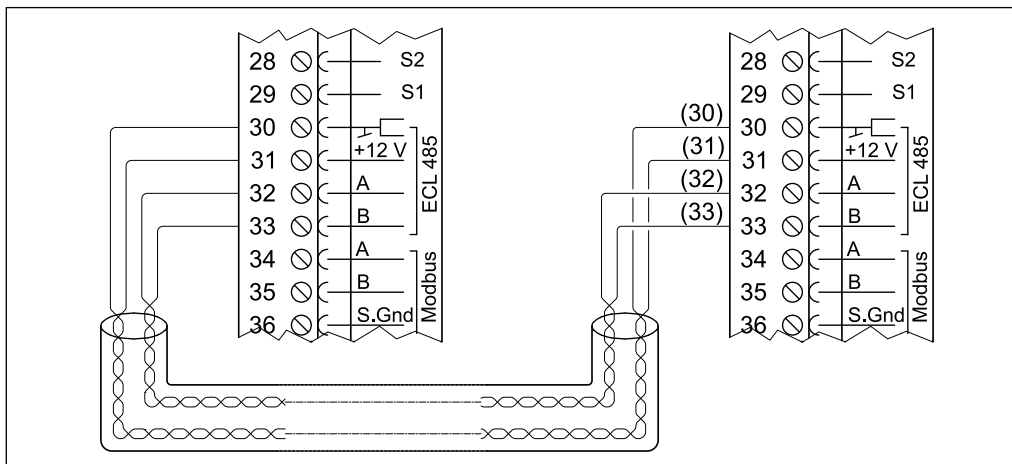 28 S2
29 S1
30
+12 V
31
32 A
33 B
ECL 485
34 A
35 B
36 S.Gnd
Modbus
28 S2
29 S1
(30) 30
+12 V
(31) 31
(32) 32 A
(33) 33 B
ECL 485
34 A
35 B
36 S.Gnd
Modbus